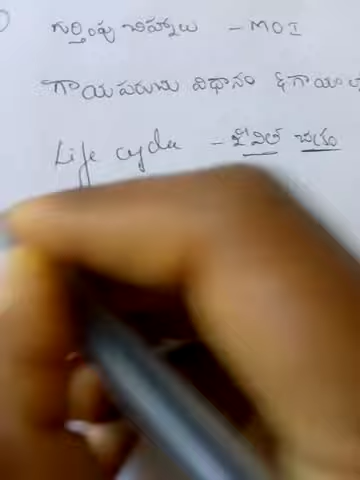 గుర్తింపు చిహ్నాలు - MOI
గాయపరుచు విధానం & గాయాల
Life cycle - జీవిత చక్రం